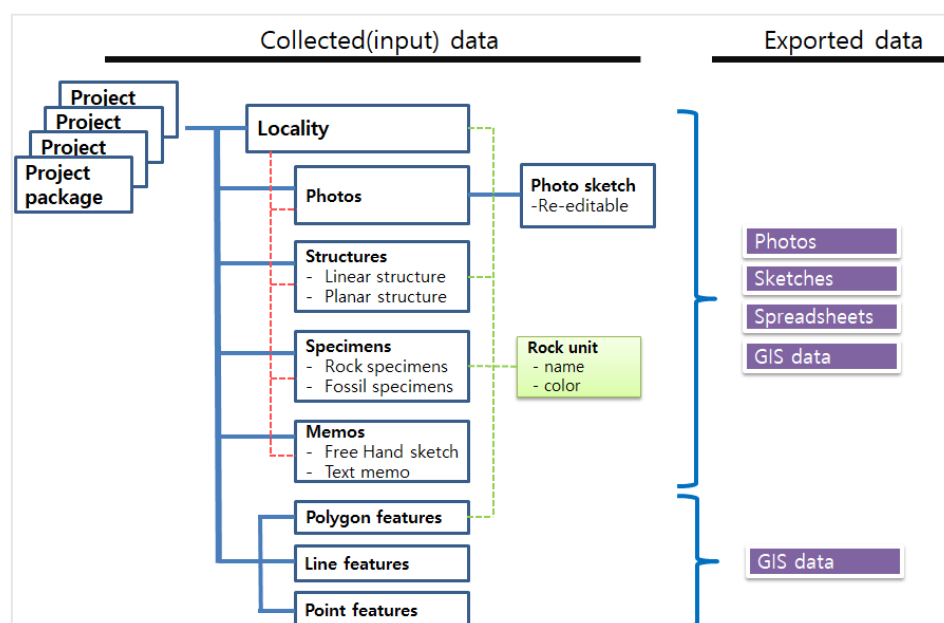 Collected(input) data
Exported data
Project
Project
Project
Project
package
Locality
Photos
Photo sketch
-Re-editable
Structures
- Linear structure
- Planar structure
Specimens
- Rock specimens
- Fossil specimens
Rock unit
- name
- color
Memos
- Free Hand sketch
- Text memo
Polygon features
Line features
Point features
Photos
Sketches
Spreadsheets
GIS data
GIS data